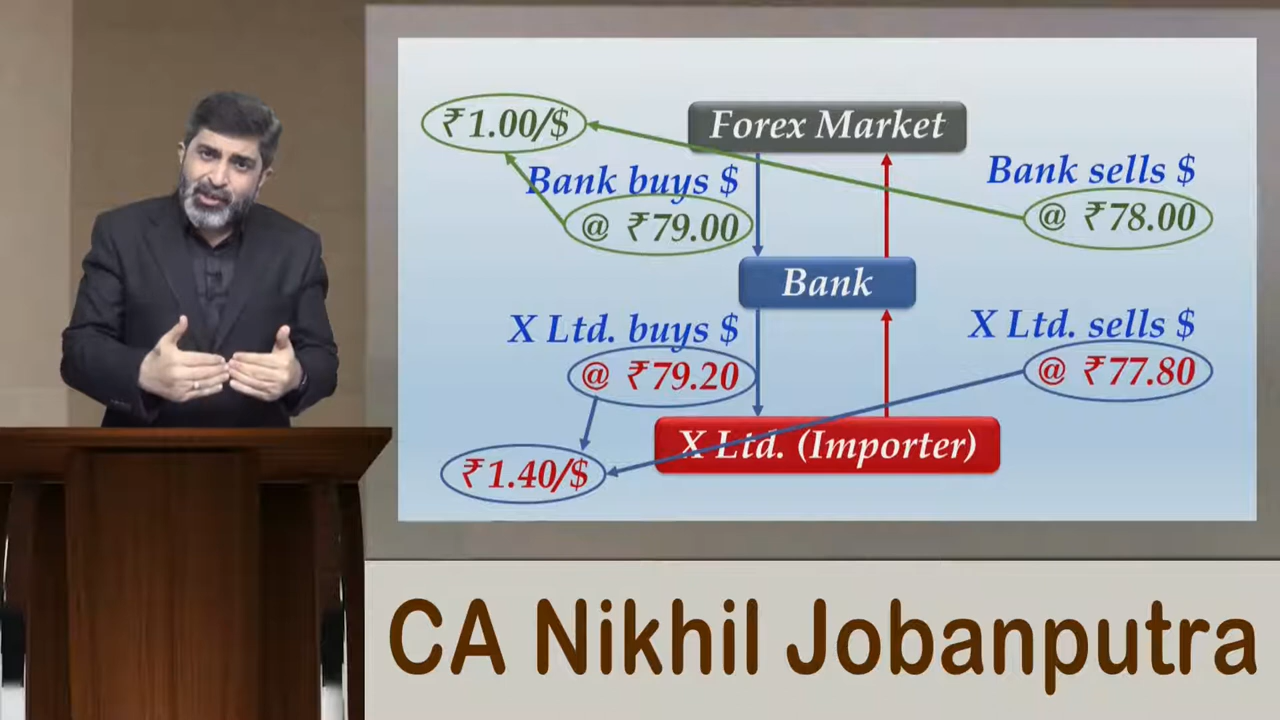 ₹1.00/$
Forex Market
Bank buys $
@ ₹79.00
Bank sells $
@ ₹78.00
Bank
X Ltd. buys $
@ ₹79.20
X Ltd. sells $
@ ₹77.80
X Ltd. (Importer)
₹1.40/$
CA Nikhil Jobanputra